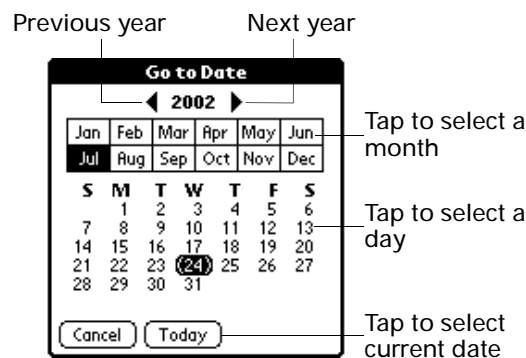 Previous year
Next year
Go to Date
2002
Jan Feb Mar Apr May Jun
Tap to select a
month
Jul Aug Sep Oct Nov Dec
S M T W T F S
1 2 3 4 5 6
Tap to select a
day
7 8 9 10 11 12 13
14 15 16 17 18 19 20
21 22 23 24 25 26 27
28 29 30 31
Cancel Today
Tap to select
current date